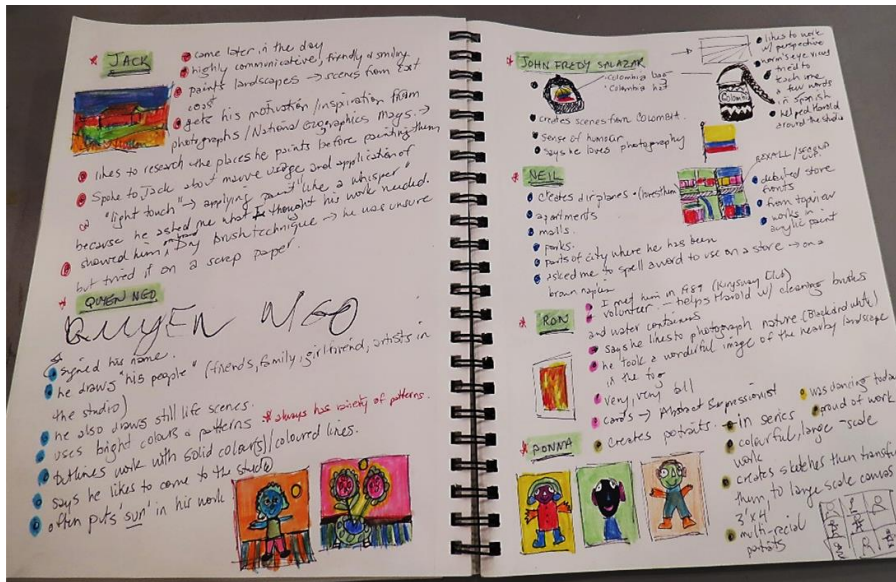 * JACK
came later in the day
highly communicative, friendly & smiley
paints landscapes → scenes from East
coast
gets his motivation/inspiration from
photographs/National Geographics Mags. →
likes to research the places he paints before painting them
Spoke to Jack about mauve usage and application of
a "light touch" → applying paint "like a whisper"
because he asked me what I thought his work needed.
showed him Dry brush technique → he was unsure
but tried it on a scrap paper.
* QUYEN NGO
QUYEN NGO
signed his name.
he draws "his people" (friends, family, girlfriend, artists in
the studio)
he also draws still life scenes.
uses bright colours & patterns * always has variety of patterns.
outlines work with solid colour(s)/coloured lines.
says he likes to come to the studio
often puts 'sun' in his work
* JOHN FREDY SALAZAR
'Colombia bag'
'Colombia hat'
Colombia
creates scenes from Colombia.
sense of humour
says he loves photography
likes to work
w/ perspective
worm's eye views
tried to
teach me
a few words
in Spanish
helped Harold
around the studio
* NEIL
creates airplanes
apartments
malls.
parks.
parts of city where he has been
asked me to spell a word to use on a store → on a
brown napkin
detailed store
fronts
from top view
works in
acrylic paint
* RON
I met him in 1989 (Kingsway)
volunteer - helps Harold w/ cleaning brushes
and water containers
says he likes to photograph nature (Black and white)
he took a wonderful image of the nearby landscape
in the fog
very, very tall
cards → Abstract Expressionist
* DONNA
creates portraits.
in series
colourful, large-scale
work
creates sketches then
them, to large scale canvas
3' x 4'
multi-racial
portraits
was dancing today
proud of work